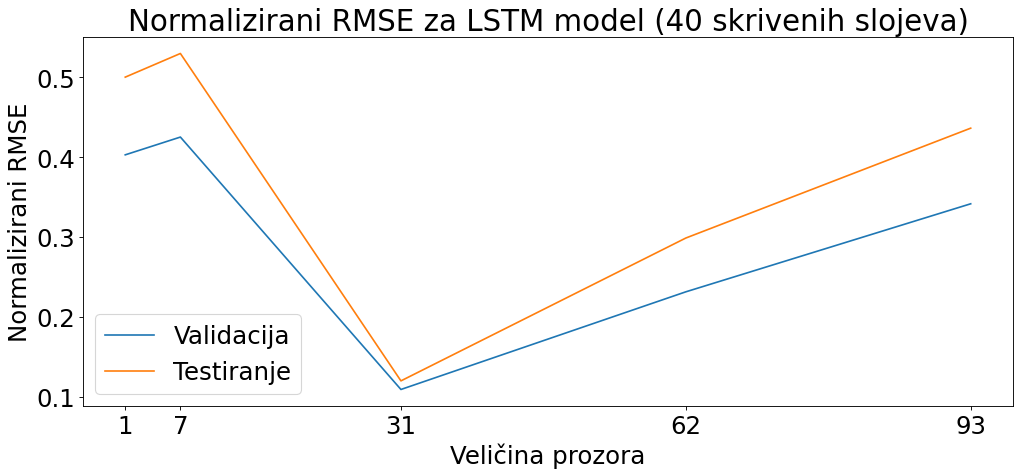 Normalizirani RMSE za LSTM model (40 skrivenih slojeva)
Normalizirani RMSE
0.5
0.4
0.3
0.2
0.1
Validacija
Testiranje
1 7 31 62 93
Veličina prozora